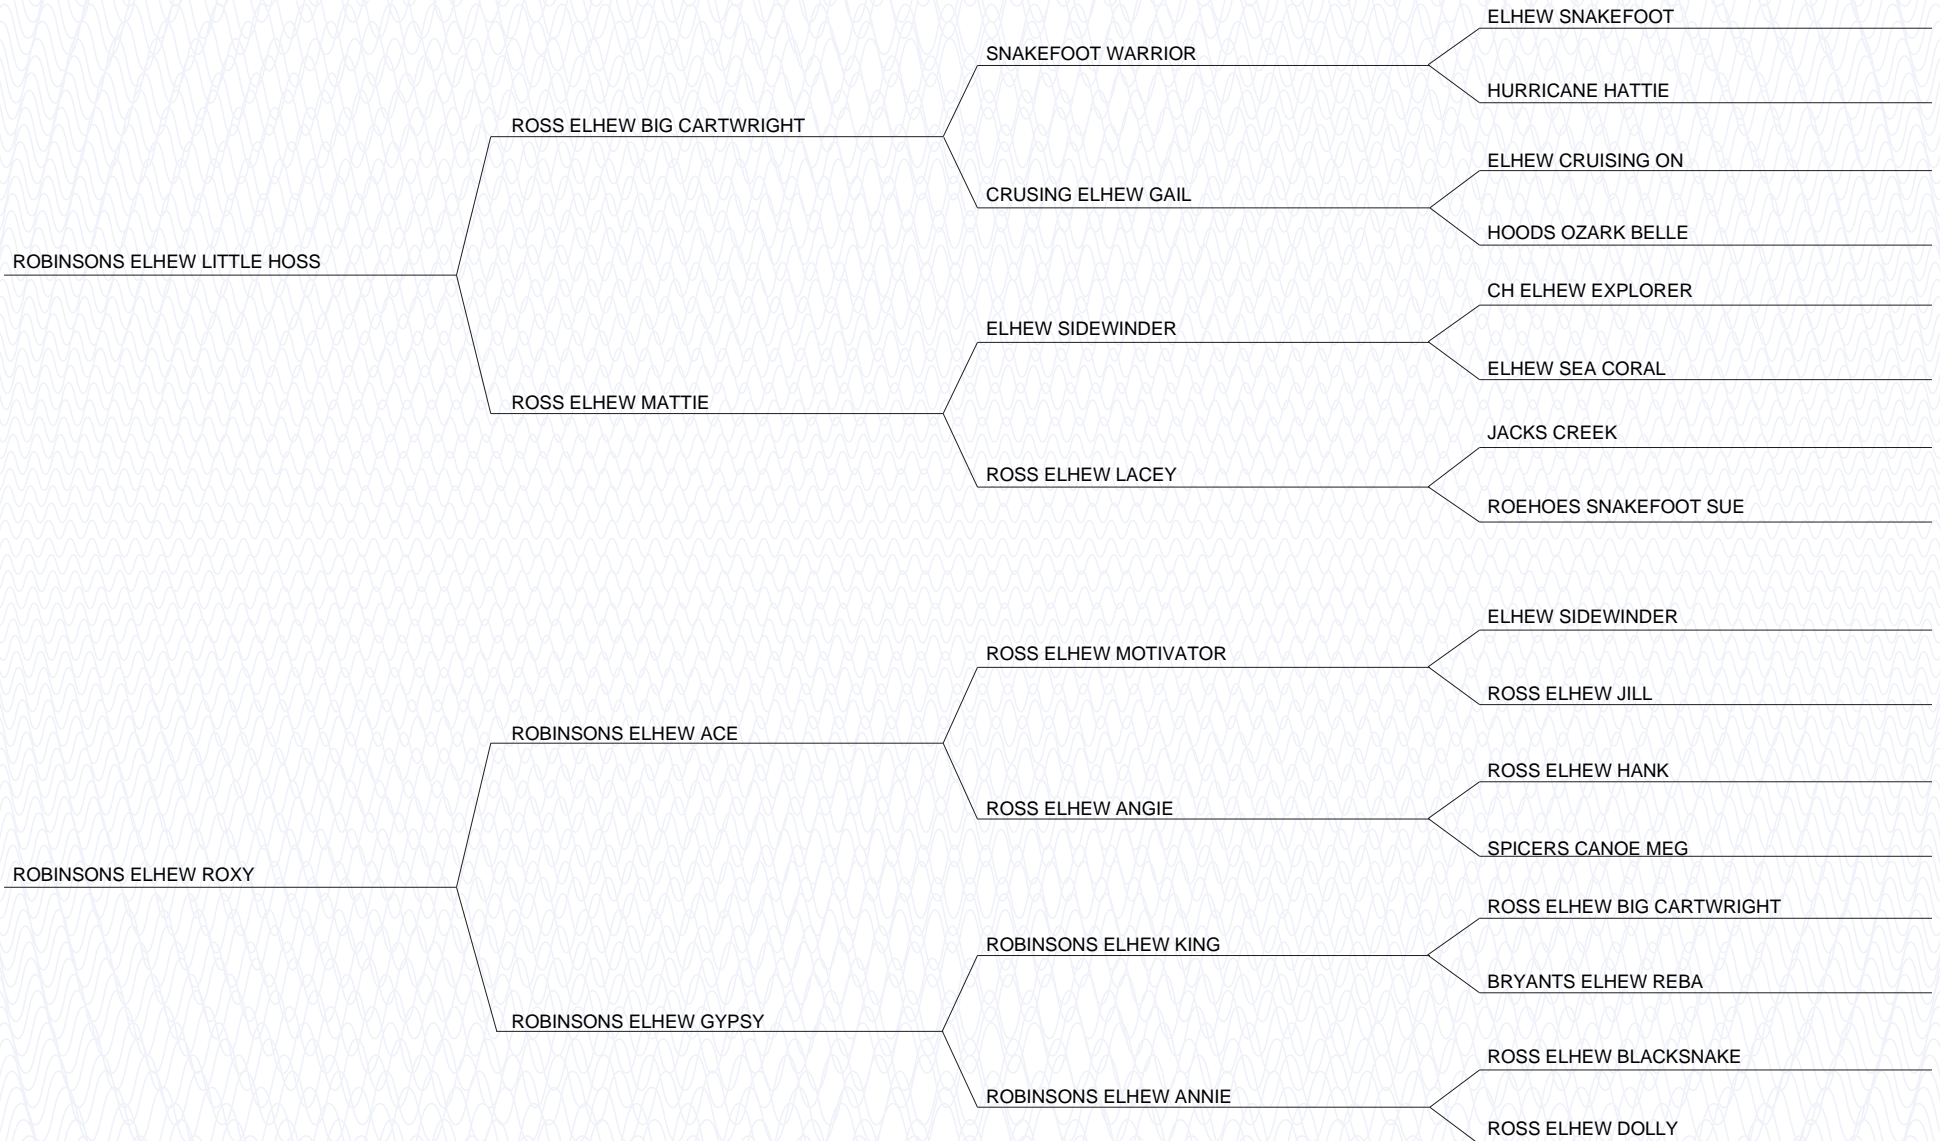 ELHEW SNAKEFOOT
SNAKEFOOT WARRIOR
HURRICANE HATTIE
ROSS ELHEW BIG CARTWRIGHT
ELHEW CRUISING ON
CRUSING ELHEW GAIL
HOODS OZARK BELLE
ROBINSONS ELHEW LITTLE HOSS
CH ELHEW EXPLORER
ELHEW SIDEWINDER
ELHEW SEA CORAL
ROSS ELHEW MATTIE
JACKS CREEK
ROSS ELHEW LACEY
ROEHOES SNAKEFOOT SUE
ELHEW SIDEWINDER
ROSS ELHEW MOTIVATOR
ROSS ELHEW JILL
ROBINSONS ELHEW ACE
ROSS ELHEW HANK
ROSS ELHEW ANGIE
SPICERS CANOE MEG
ROBINSONS ELHEW ROXY
ROSS ELHEW BIG CARTWRIGHT
ROBINSONS ELHEW KING
BRYANTS ELHEW REBA
ROBINSONS ELHEW GYPSY
ROSS ELHEW BLACKSNAKE
ROBINSONS ELHEW ANNIE
ROSS ELHEW DOLLY